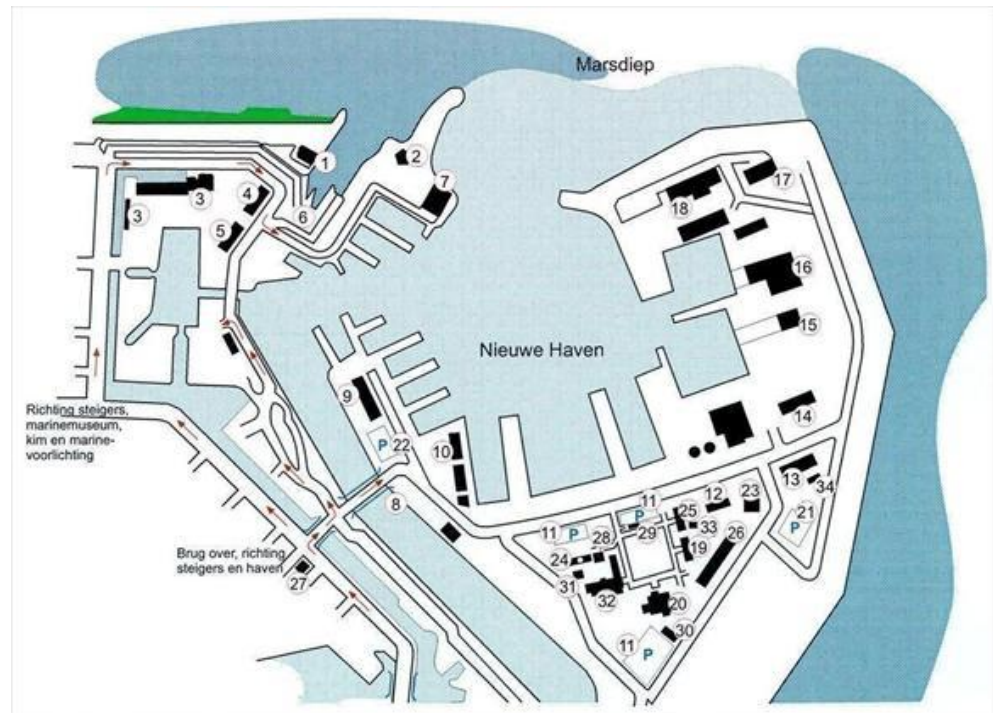 Marsdiep
1
2
3
3
4
7
17
5
6
18
16
15
Nieuwe Haven
9
Richting steigers,
marinemuseum,
kim en marine-
voorlichting
14
P
22
10
13
34
8
11
12
23
P
25
11
P
33
21
P
28
29
26
24
19
Brug over, richting
steigers en haven
27
31
32
20
11
P
30